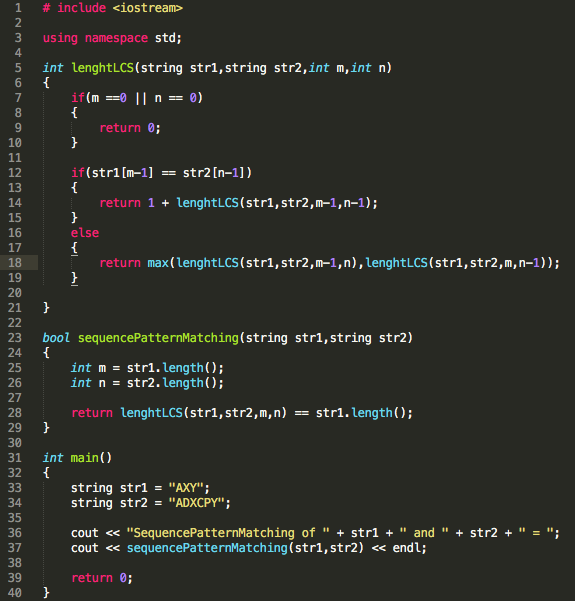 1 # include <iostream>
2
3 using namespace std;
4
5 int lenghtLCS(string str1,string str2,int m,int n)
6 {
7     if(m ==0 || n == 0)
8     {
9         return 0;
10     }
11
12     if(str1[m-1] == str2[n-1])
13     {
14         return 1 + lenghtLCS(str1,str2,m-1,n-1);
15     }
16     else
17     {
18         return max(lenghtLCS(str1,str2,m-1,n),lenghtLCS(str1,str2,m,n-1));
19     }
20
21 }
22
23 bool sequencePatternMatching(string str1,string str2)
24 {
25     int m = str1.length();
26     int n = str2.length();
27
28     return lenghtLCS(str1,str2,m,n) == str1.length();
29 }
30
31 int main()
32 {
33     string str1 = "AXY";
34     string str2 = "ADXCPY";
35
36     cout << "SequencePatternMatching of " + str1 + " and " + str2 + " = ";
37     cout << sequencePatternMatching(str1,str2) << endl;
38
39     return 0;
40 }